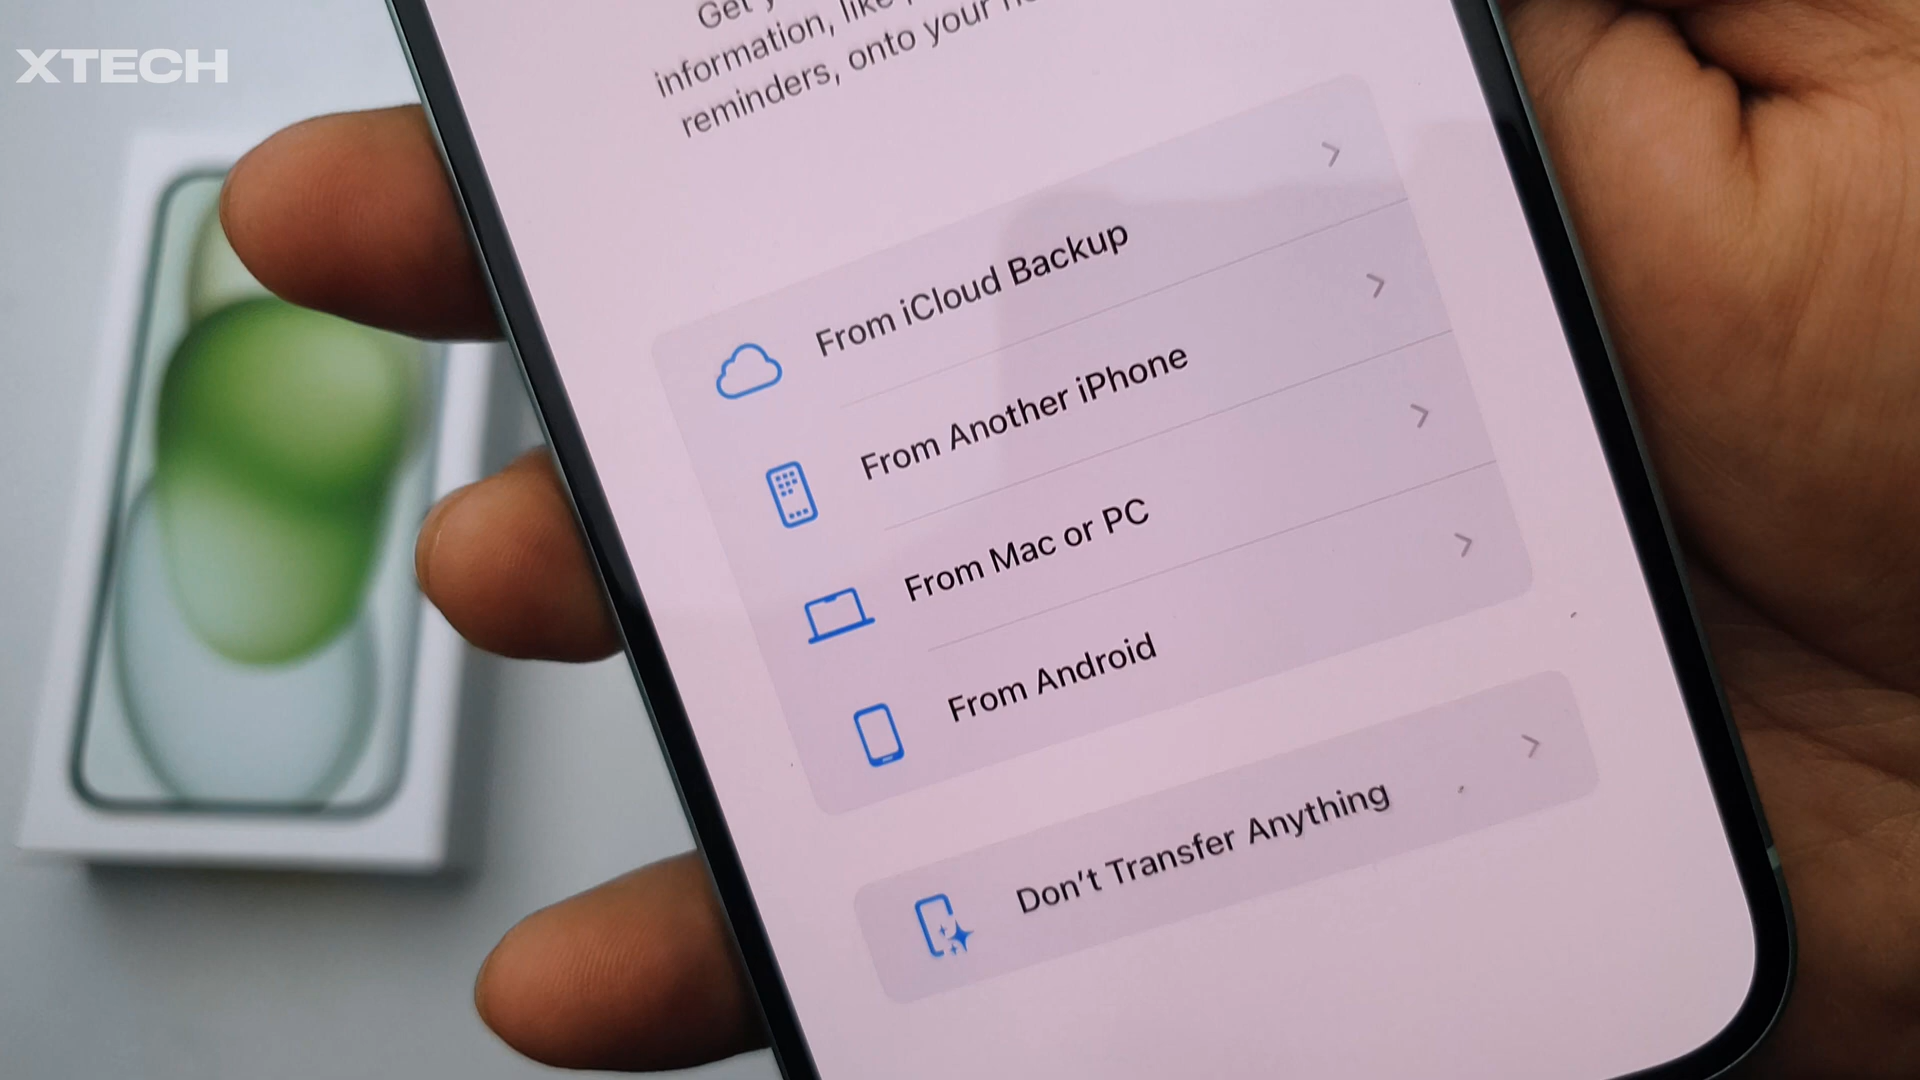 XTECH
Get
information, like
reminders, onto your
From iCloud Backup
From Another iPhone
From Mac or PC
From Android
Don't Transfer Anything